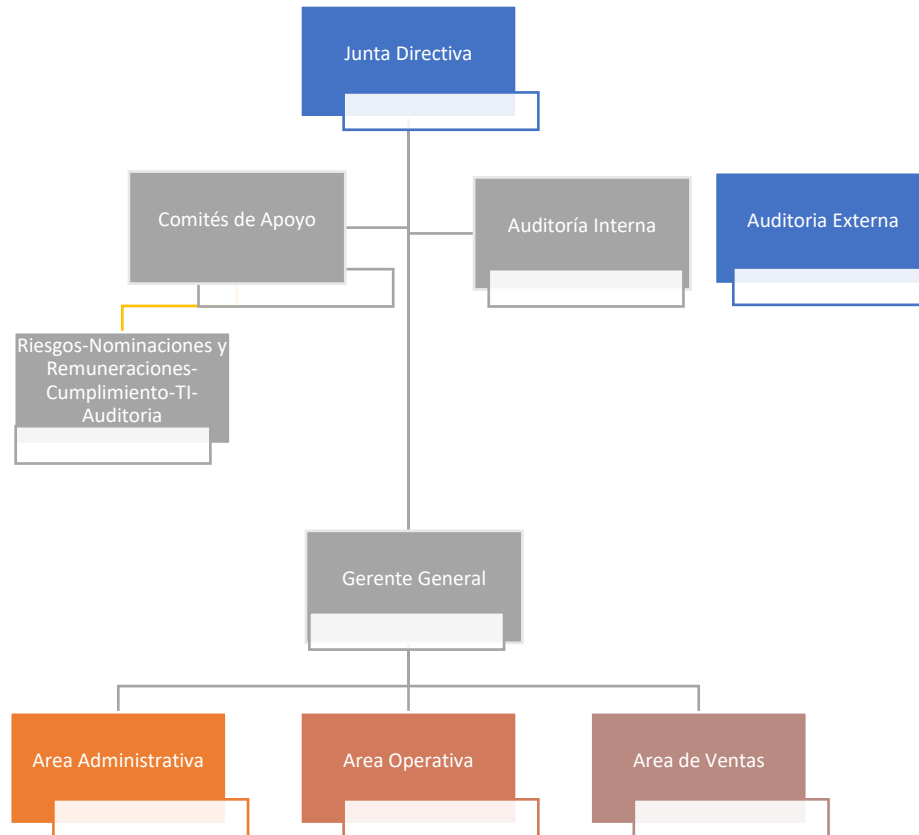 Junta Directiva
Comités de Apoyo
Auditoría Interna
Auditoria Externa
Riesgos-Nominaciones y
Remuneraciones-
Cumplimiento-TI-
Auditoria
Gerente General
Area Administrativa
Area Operativa
Area de Ventas